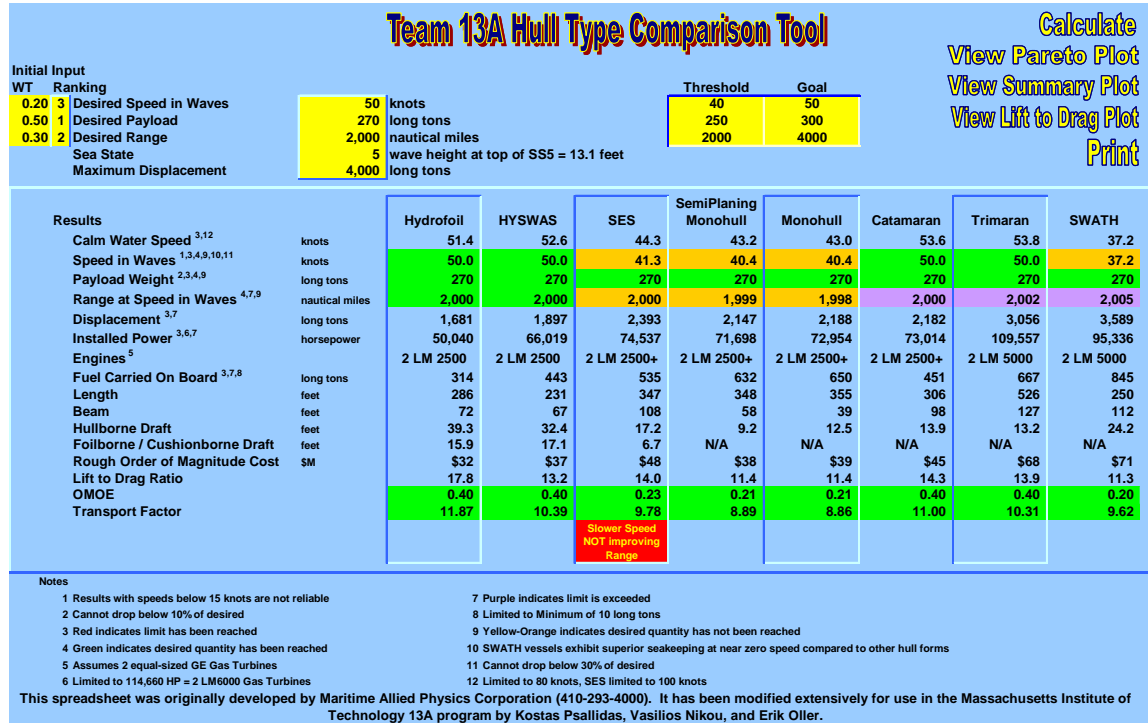 Team 13A Hull Type Comparison Tool
Calculate
View Pareto Plot
View Summary Plot
View Lift to Drag Plot
Print
Initial Input
WT Ranking
Threshold Goal
0.20 3 Desired Speed in Waves 50 knots 40 50
0.50 1 Desired Payload 270 long tons 250 300
0.30 2 Desired Range 2,000 nautical miles 2000 4000
Sea State 5 wave height at top of SS5 = 13.1 feet
Maximum Displacement 4,000 long tons
Results Hydrofoil HYSWAS SES SemiPlaning Monohull Monohull Catamaran Trimaran SWATH
Calm Water Speed 3,12 knots 51.4 52.6 44.3 43.2 43.0 53.6 53.8 37.2
Speed in Waves 1,3,4,9,10,11 knots 50.0 50.0 41.3 40.4 40.4 50.0 50.0 37.2
Payload Weight 2,3,4,9 long tons 270 270 270 270 270 270 270 270
Range at Speed in Waves 4,7,9 nautical miles 2,000 2,000 2,000 1,999 1,998 2,000 2,002 2,005
Displacement 3,7 long tons 1,681 1,897 2,393 2,147 2,188 2,182 3,056 3,589
Installed Power 3,6,7 horsepower 50,040 66,019 74,537 71,698 72,954 73,014 109,557 95,336
Engines 5 2 LM 2500 2 LM 2500 2 LM 2500+ 2 LM 2500+ 2 LM 2500+ 2 LM 2500+ 2 LM 5000 2 LM 5000
Fuel Carried On Board 3,7,8 long tons 314 443 535 632 650 451 667 845
Length feet 286 231 347 348 355 306 526 250
Beam feet 72 67 108 58 39 98 127 112
Hullborne Draft feet 39.3 32.4 17.2 9.2 12.5 13.9 13.2 24.2
Foilborne / Cushionborne Draft feet 15.9 17.1 6.7 N/A N/A N/A N/A N/A
Rough Order of Magnitude Cost $M $32 $37 $48 $38 $39 $45 $68 $71
Lift to Drag Ratio 17.8 13.2 14.0 11.4 11.4 14.3 13.9 11.3
OMOE 0.40 0.40 0.23 0.21 0.21 0.40 0.40 0.20
Transport Factor 11.87 10.39 9.78 8.89 8.86 11.00 10.31 9.62
Slower Speed
NOT improving
Range
Notes
1 Results with speeds below 15 knots are not reliable
2 Cannot drop below 10% of desired
3 Red indicates limit has been reached
4 Green indicates desired quantity has been reached
5 Assumes 2 equal-sized GE Gas Turbines
6 Limited to 114,660 HP = 2 LM6000 Gas Turbines
7 Purple indicates limit is exceeded
8 Limited to Minimum of 10 long tons
9 Yellow-Orange indicates desired quantity has not been reached
10 SWATH vessels exhibit superior seakeeping at near zero speed compared to other hull forms
11 Cannot drop below 30% of desired
12 Limited to 80 knots, SES limited to 100 knots
This spreadsheet was originally developed by Maritime Allied Physics Corporation (410-293-4000). It has been modified extensively for use in the Massachusetts Institute of
Technology 13A program by Kostas Psallidas, Vasilios Nikou, and Erik Oller.